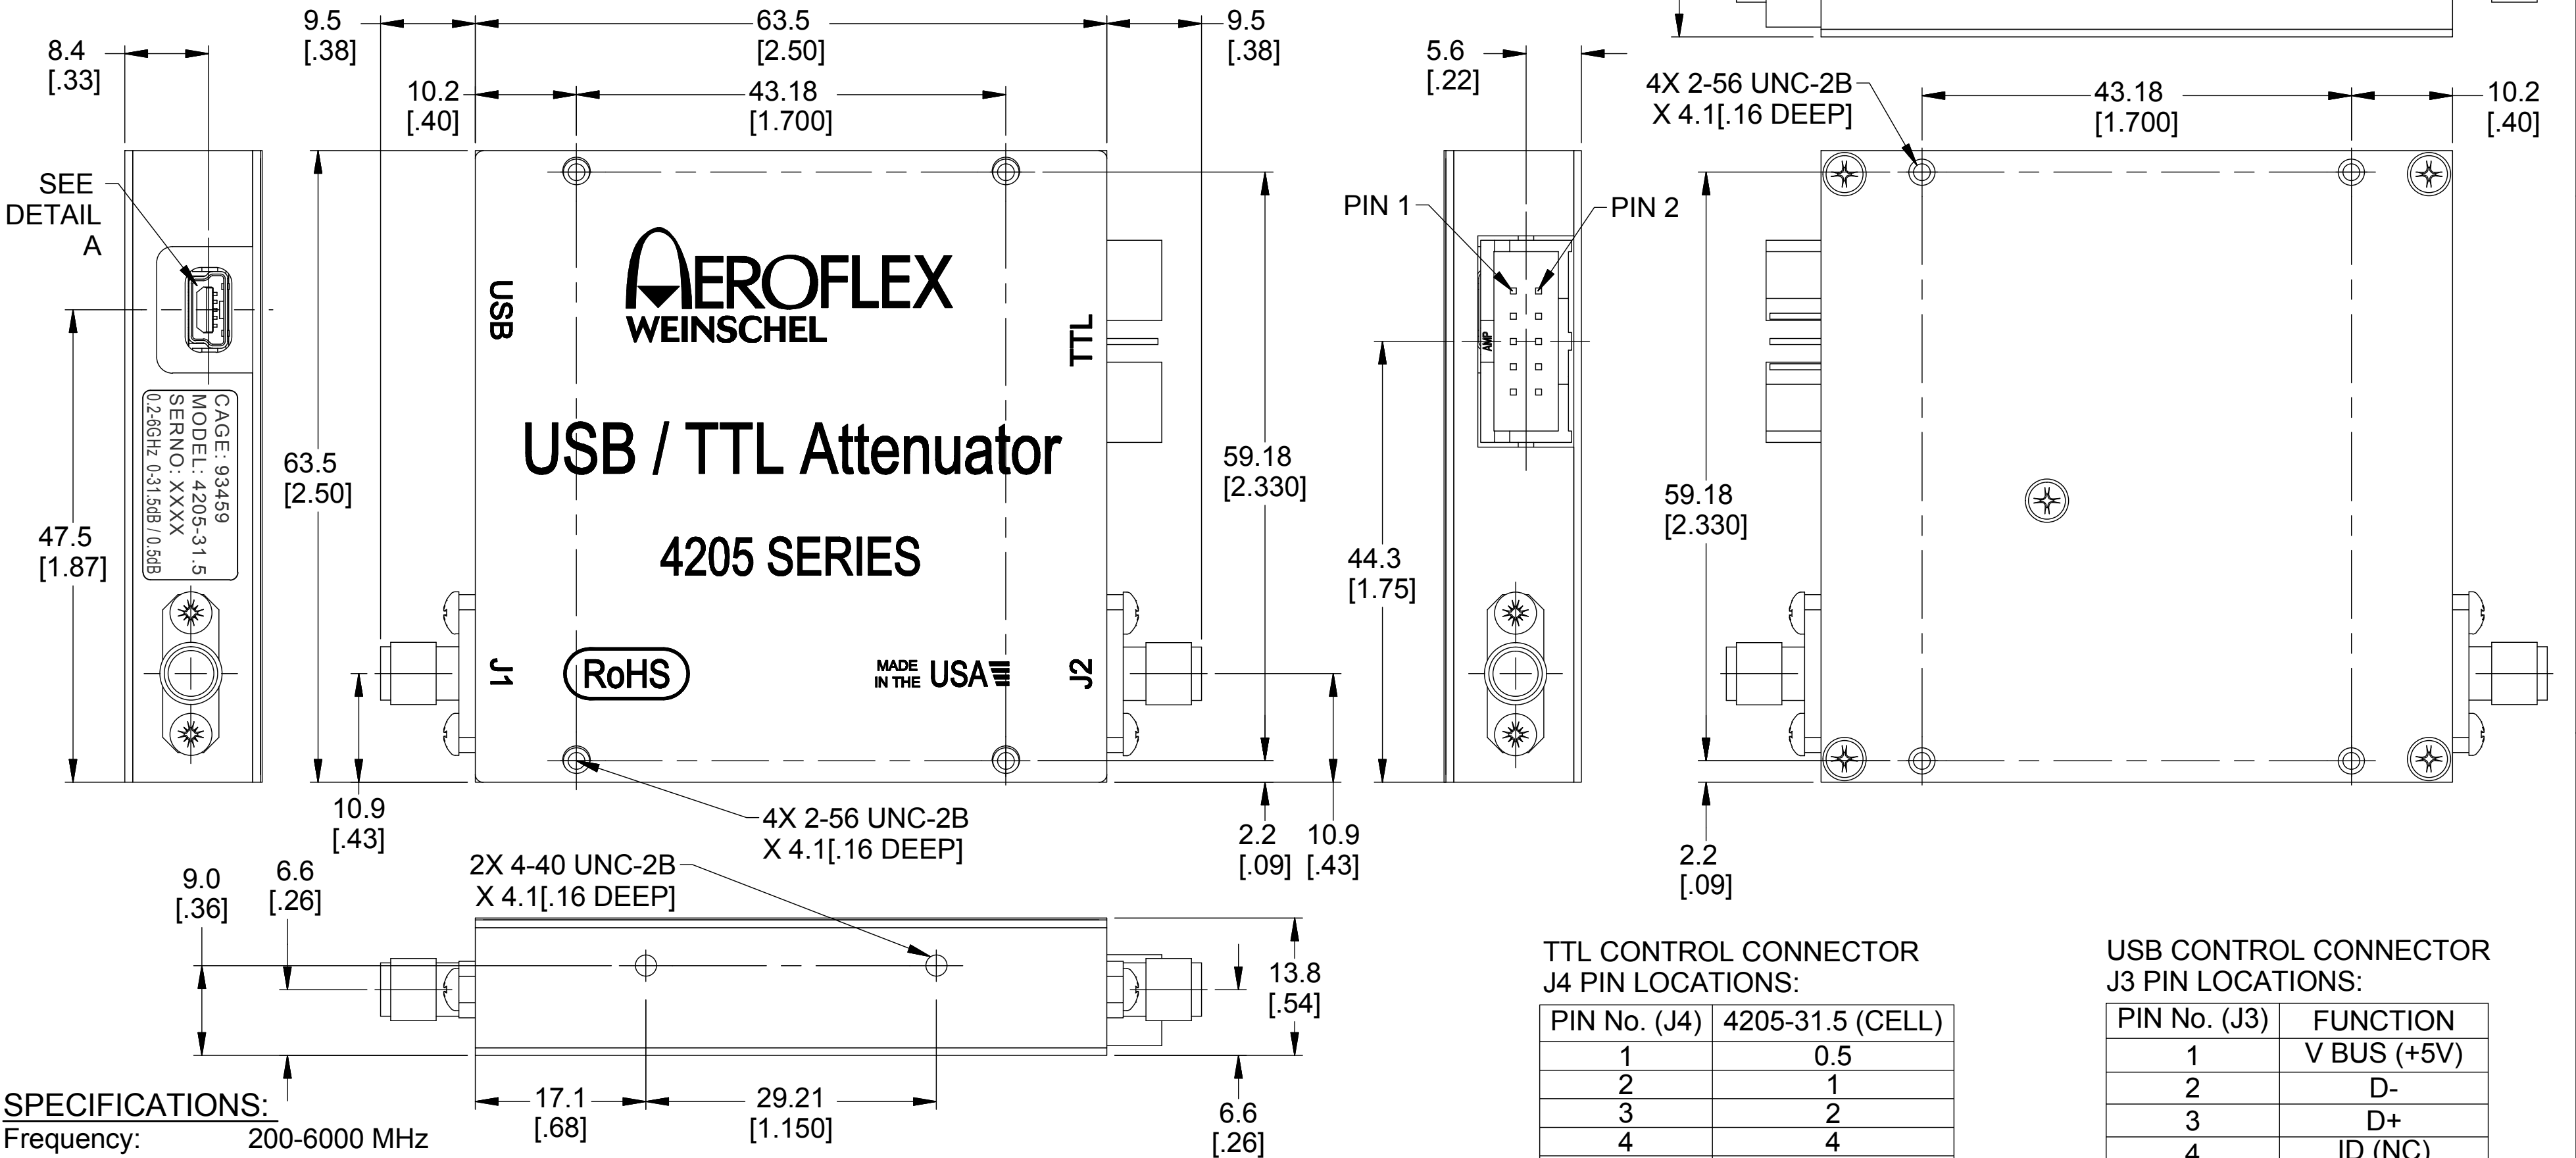 9.5
[.38]
63.5
[2.50]
9.5
[.38]
8.4
[.33]
10.2
[.40]
43.18
[1.700]
5.6
[.22]
4X 2-56 UNC-2B
X 4.1[.16 DEEP]
43.18
[1.700]
10.2
[.40]
SEE
DETAIL
A
CAGE: 93459
MODEL: 4205-31.5
SERNO: XXXX
0.2-6GHz 0-31.5dB / 0.5dB
47.5
[1.87]
63.5
[2.50]
10.9
[.43]
USB
AEROFLEX
WEINSCHEL
TTL
USB / TTL Attenuator
4205 SERIES
J1
RoHS
MADE
IN THE
USA
J2
59.18
[2.330]
2.2
[.09]
10.9
[.43]
4X 2-56 UNC-2B
X 4.1[.16 DEEP]
PIN 1
PIN 2
AMP
44.3
[1.75]
59.18
[2.330]
2.2
[.09]
2X 4-40 UNC-2B
X 4.1[.16 DEEP]
9.0
[.36]
6.6
[.26]
13.8
[.54]
17.1
[.68]
29.21
[1.150]
6.6
[.26]
SPECIFICATIONS:
Frequency: 200-6000 MHz
TTL CONTROL CONNECTOR
J4 PIN LOCATIONS:
PIN No. (J4) 4205-31.5 (CELL)
1 0.5
2 1
3 2
4 4
USB CONTROL CONNECTOR
J3 PIN LOCATIONS:
PIN No. (J3) FUNCTION
1 V BUS (+5V)
2 D-
3 D+
4 ID (NC)